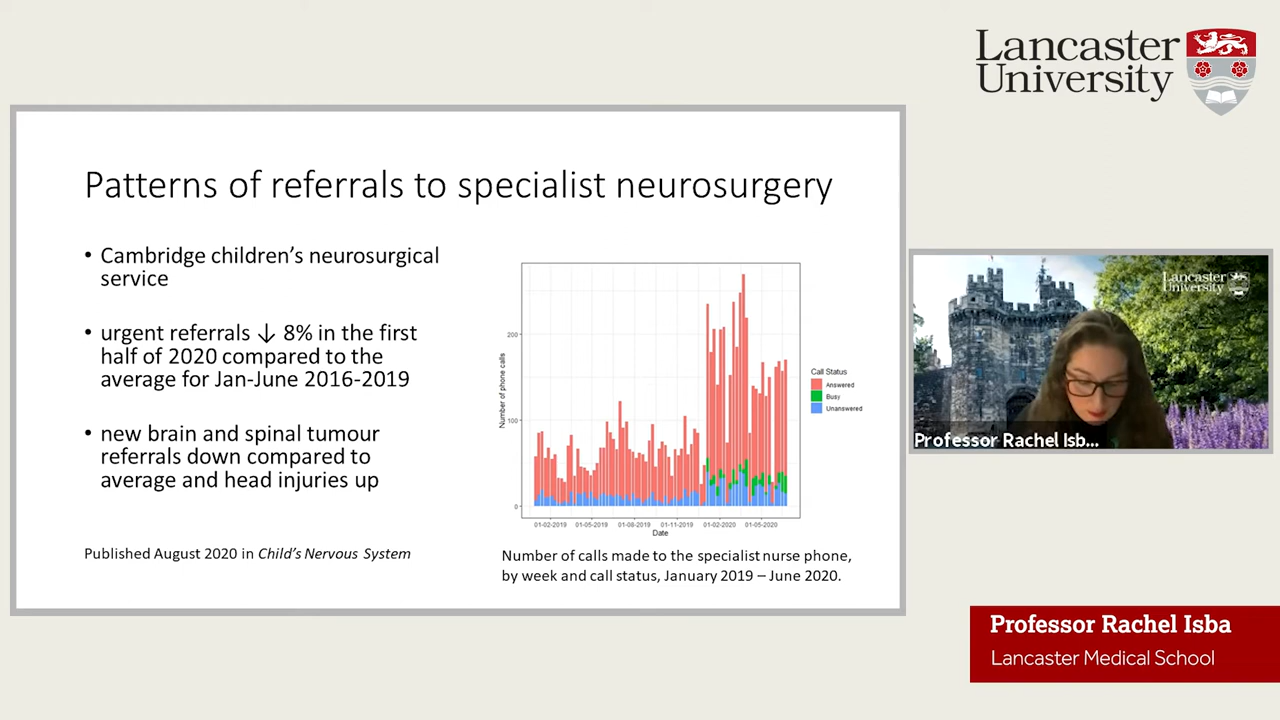 Lancaster
University
Patterns of referrals to specialist neurosurgery
• Cambridge children's neurosurgical
service
• urgent referrals ↓ 8% in the first
half of 2020 compared to the
average for Jan-June 2016-2019
• new brain and spinal tumour
referrals down compared to
average and head injuries up
Published August 2020 in Child's Nervous System
Number of phone calls
200
100
0
01-02-2019 01-05-2019 01-08-2019 01-11-2019 01-02-2020 01-05-2020
Date
Call Status
Answered
Busy
Unanswered
Number of calls made to the specialist nurse phone,
by week and call status, January 2019 – June 2020.
Lancaster
University
Professor Rachel Isb...
Professor Rachel Isba
Lancaster Medical School